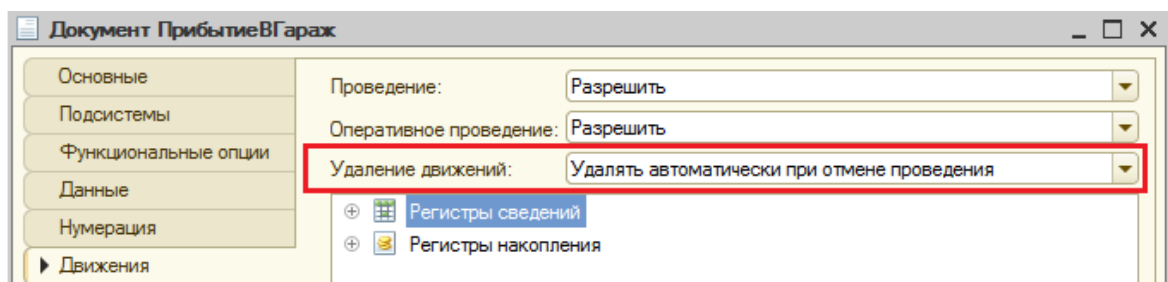 Документ ПрибытиеВГараж
Основные
Подсистемы
Функциональные опции
Данные
Нумерация
Движения
Проведение: Разрешить
Оперативное проведение: Разрешить
Удаление движений: Удалять автоматически при отмене проведения
Регистры сведений
Регистры накопления